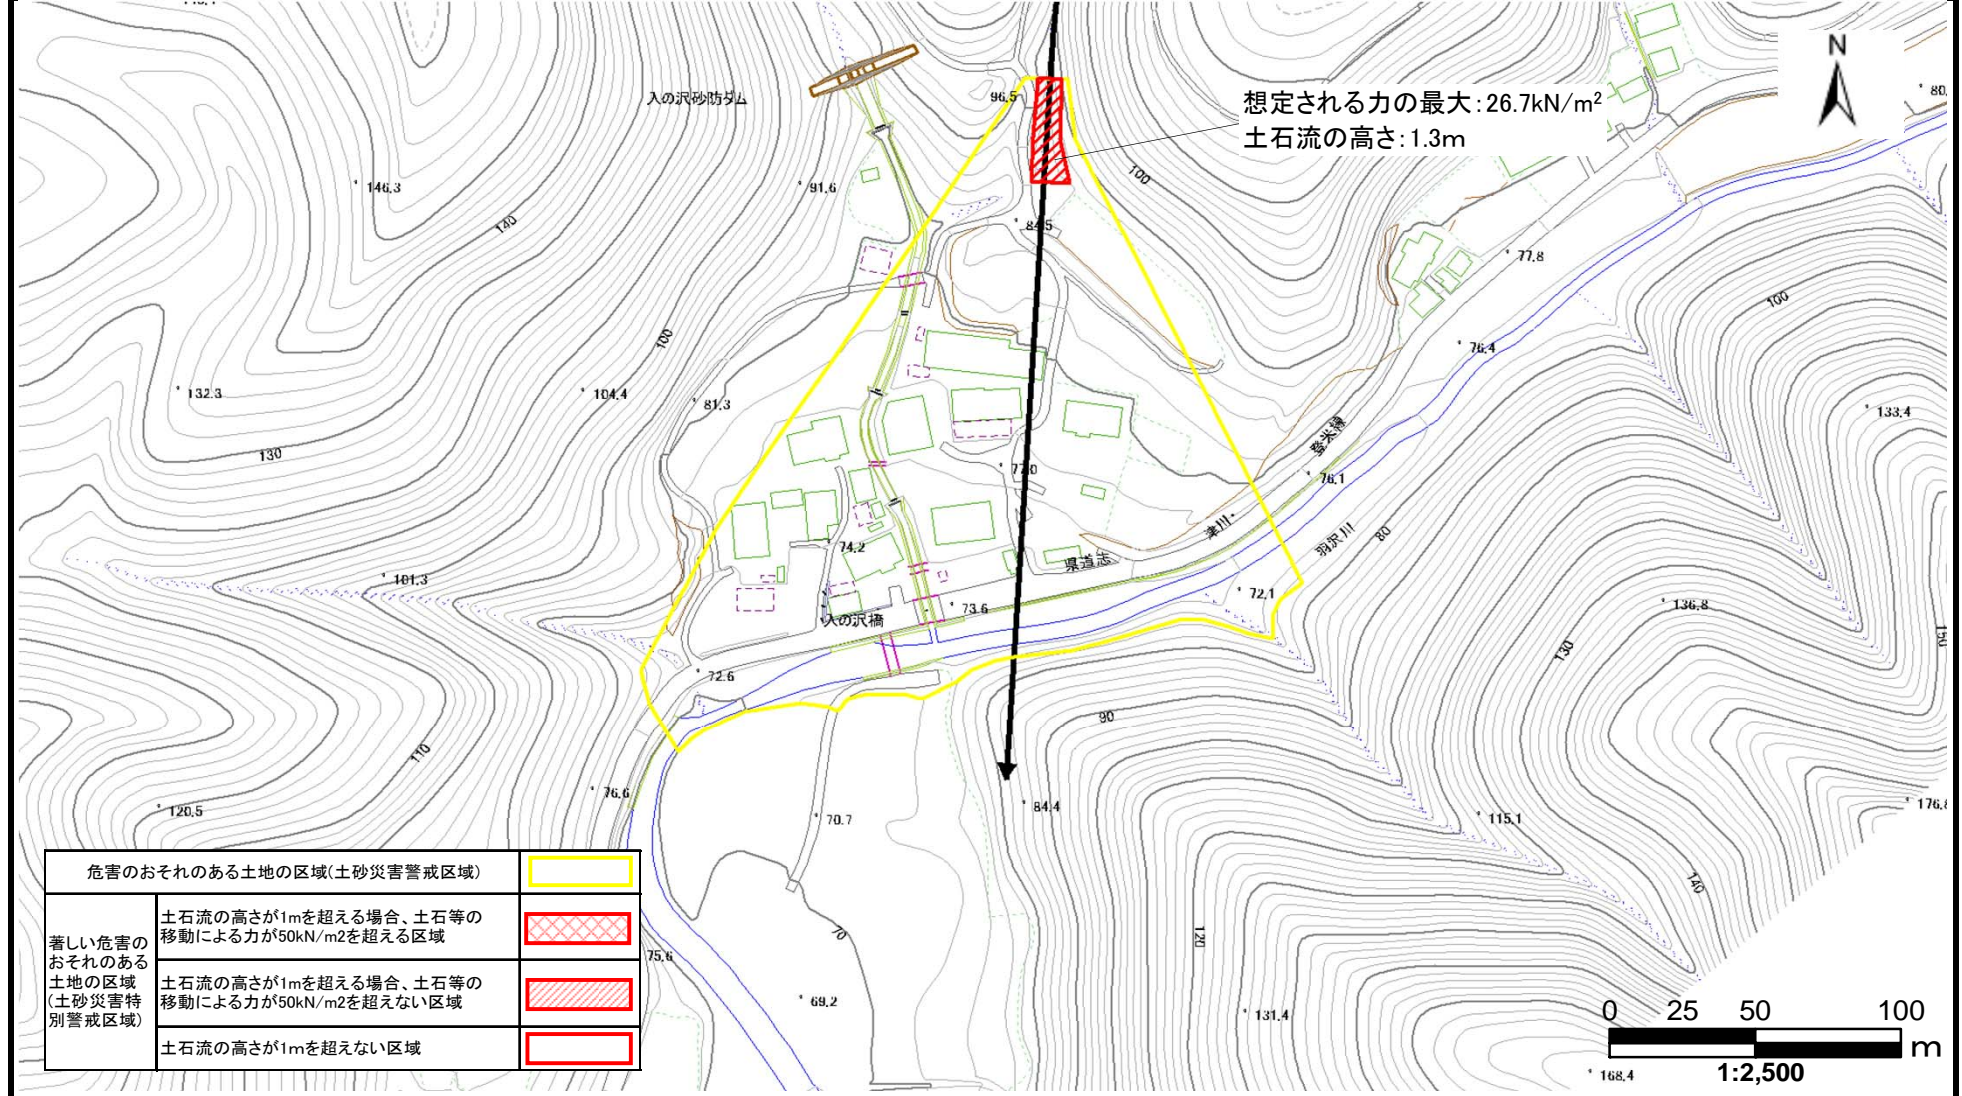 N
入の沢砂防ダム
96.5
想定される力の最大：26.7kN/m²
土石流の高さ：1.3m
80.
146.3
91.6
100
140
84.5
77.8
100
100
76.4
132.3
104.4
81.3
133.4
130
登米線
77.0
76.1
津川・
羽沢川
80
74.2
県道志
101.3
72.1
136.8
入の沢橋
73.6
130
150
72.6
90
110
76.6
120.5
84.4
70.7
115.1
176.8
140
70
120
75.6
69.2
131.4
168.4
危害のおそれのある土地の区域(土砂災害警戒区域)
著しい危害の
おそれのある
土地の区域
(土砂災害特
別警戒区域)
土石流の高さが1mを超える場合、土石等の
移動による力が50kN/m2を超える区域
土石流の高さが1mを超える場合、土石等の
移動による力が50kN/m2を超えない区域
土石流の高さが1mを超えない区域
0 25 50 100
m
1:2,500